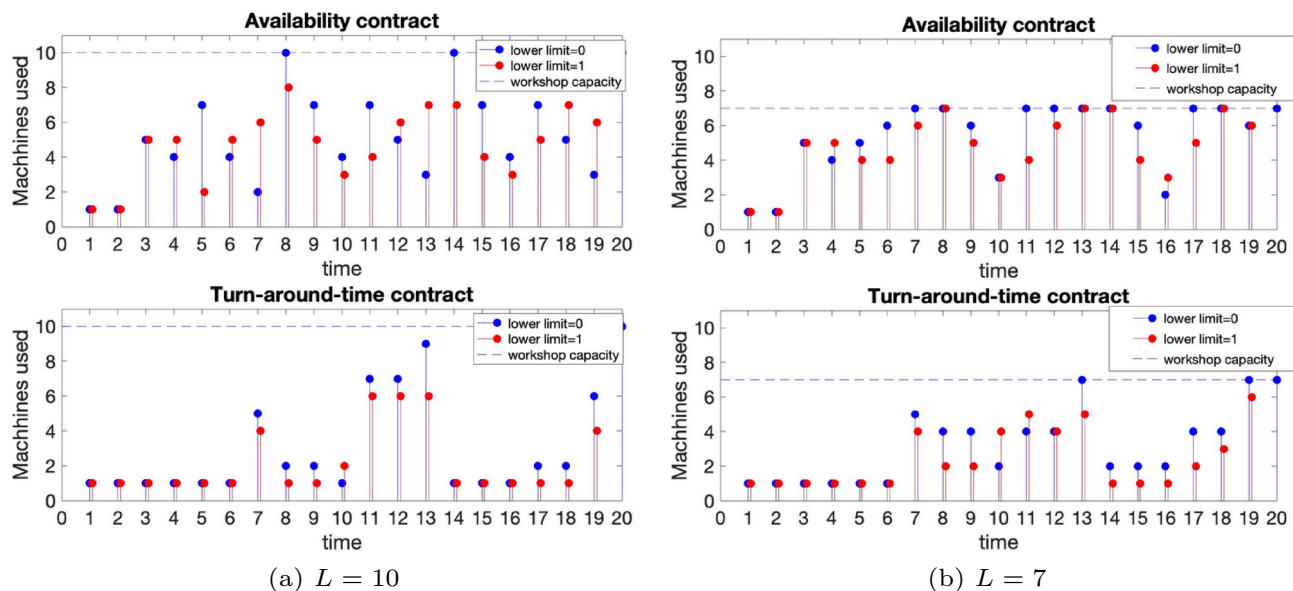 Availability contract
Machhines used
10
8
6
4
2
0
lower limit=0
lower limit=1
workshop capacity
0 1 2 3 4 5 6 7 8 9 10 11 12 13 14 15 16 17 18 19 20
time
Turn-around-time contract
Machhines used
10
8
6
4
2
0
lower limit=0
lower limit=1
workshop capacity
0 1 2 3 4 5 6 7 8 9 10 11 12 13 14 15 16 17 18 19 20
time
(a) L = 10
Availability contract
Machhines used
10
8
6
4
2
0
lower limit=0
lower limit=1
workshop capacity
0 1 2 3 4 5 6 7 8 9 10 11 12 13 14 15 16 17 18 19 20
time
Turn-around-time contract
Machhines used
10
8
6
4
2
0
lower limit=0
lower limit=1
workshop capacity
0 1 2 3 4 5 6 7 8 9 10 11 12 13 14 15 16 17 18 19 20
time
(b) L = 7